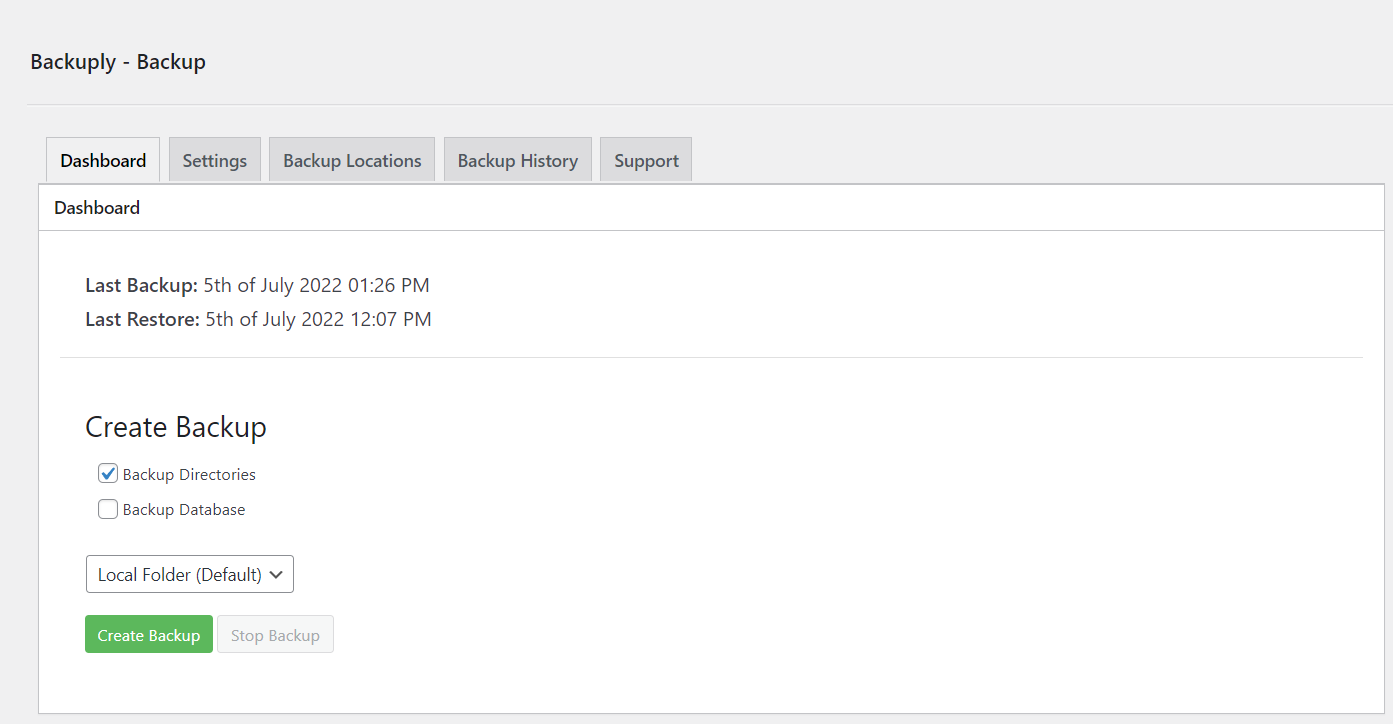 Backuply - Backup
Dashboard Settings Backup Locations Backup History Support
Dashboard
Last Backup: 5th of July 2022 01:26 PM
Last Restore: 5th of July 2022 12:07 PM
Create Backup
Backup Directories
Backup Database
Local Folder (Default)
Create Backup Stop Backup